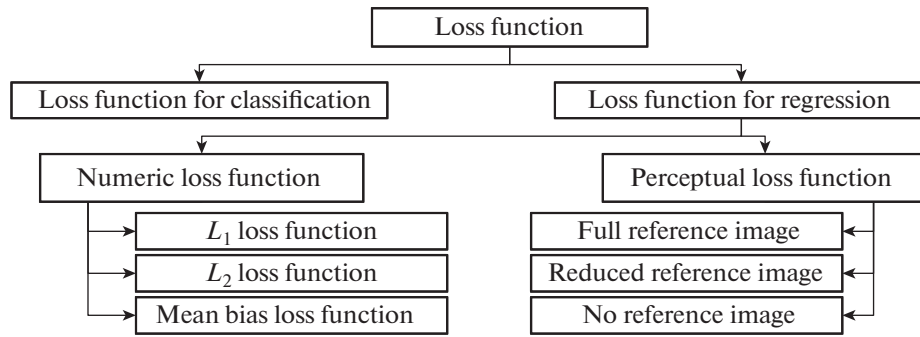 Loss function
Loss function for classification
Loss function for regression
Numeric loss function
Perceptual loss function
L₁ loss function
Full reference image
L₂ loss function
Reduced reference image
Mean bias loss function
No reference image